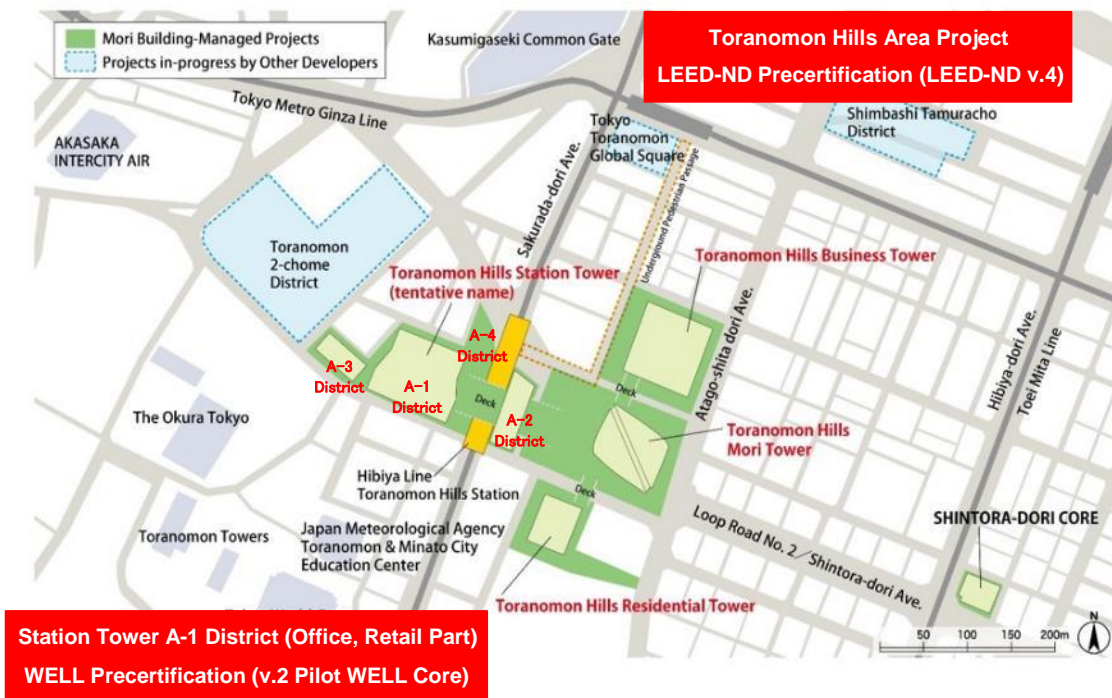 Mori Building-Managed Projects
Projects in-progress by Other Developers
Kasumigaseki Common Gate
Toranomon Hills Area Project
LEED-ND Precertification (LEED-ND v.4)
Tokyo Metro Ginza Line
AKASAKA
INTERCITY AIR
Tokyo
Toranomon
Global Square
Shimbashi Tamuracho
District
Sakurada-dori Ave.
Underground Pedestrian Passage
Toranomon
2-chome
District
Toranomon Hills Station Tower
(tentative name)
Toranomon Hills Business Tower
A-4
District
A-3
District
A-1
District
Deck
A-2
District
Deck
Atago-shita dori Ave.
Hibiya-dori Ave.
Toei Mita Line
The Okura Tokyo
Toranomon Hills
Mori Tower
Hibiya Line
Toranomon Hills Station
Deck
Toranomon Towers
Japan Meteorological Agency
Toranomon & Minato City
Education Center
Loop Road No. 2/Shintora-dori Ave.
SHINTORA-DORI CORE
Toranomon Hills Residential Tower
Station Tower A-1 District (Office, Retail Part)
WELL Precertification (v.2 Pilot WELL Core)
N
50 100 150 200m